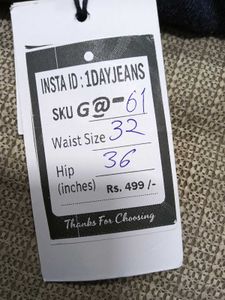 INSTA ID : 1DAYJEANS
SKU G@-61
Waist Size 32
Hip 36
(inches) Rs. 499 /-
Thanks For Choosing